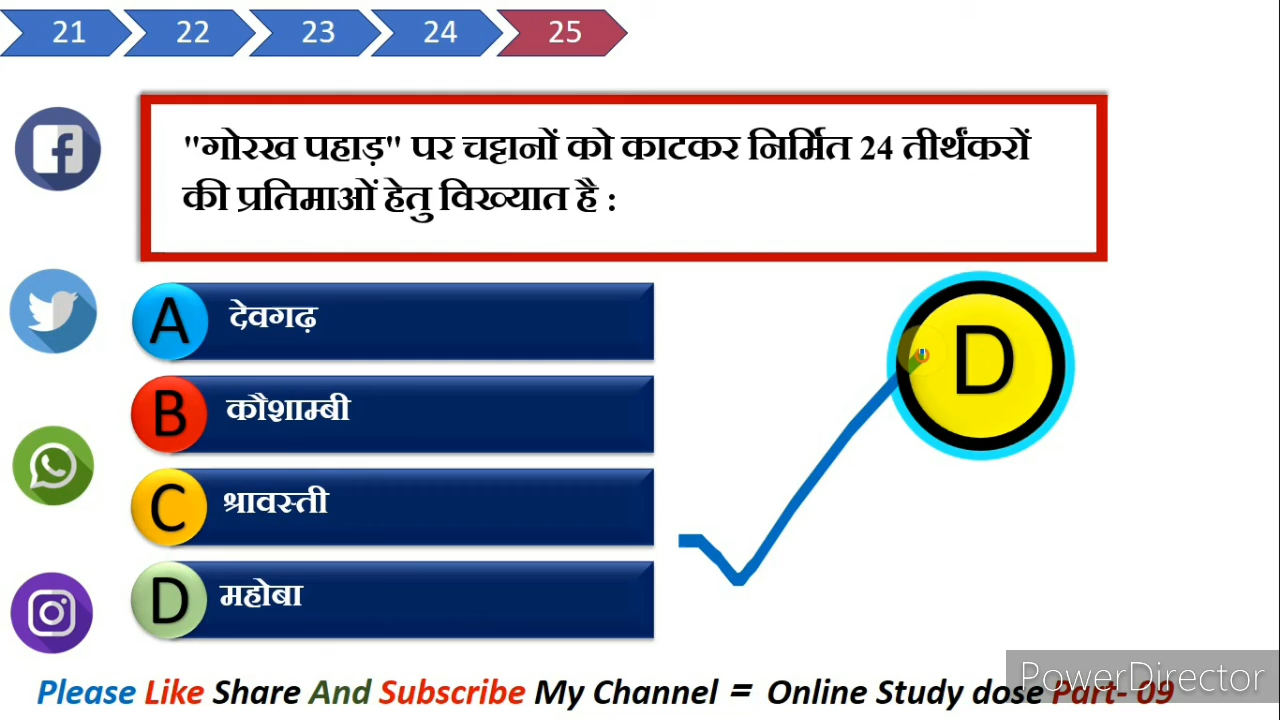 21 22 23 24 25
"गोरख पहाड़" पर चट्टानों को काटकर निर्मित 24 तीर्थंकरों
की प्रतिमाओं हेतु विख्यात है :
A देवगढ़
B कौशाम्बी
C श्रावस्ती
D महोबा
D
Please Like Share And Subscribe My Channel = Online Study dose Part- 09
PowerDirector